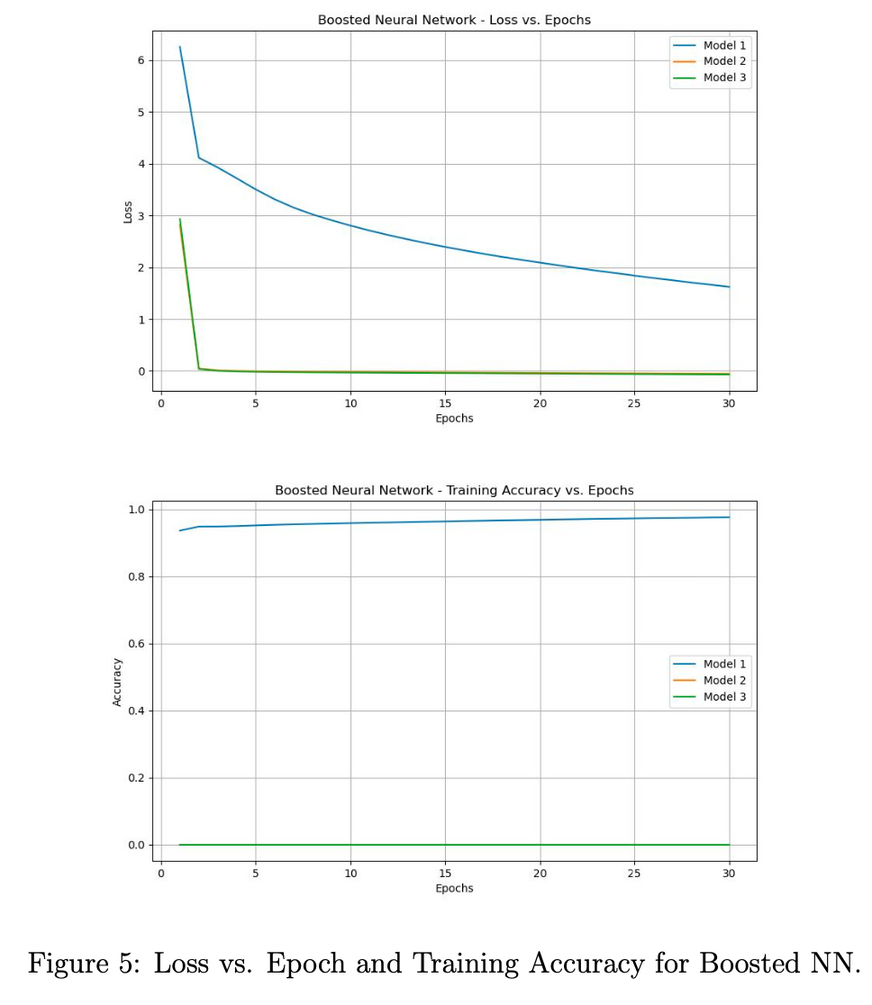 Boosted Neural Network - Loss vs. Epochs
Model 1
Model 2
Model 3
6
5
4
3
2
1
0
Loss
0 5 10 15 20 25 30
Epochs
Boosted Neural Network - Training Accuracy vs. Epochs
1.0
0.8
0.6
0.4
0.2
0.0
Accuracy
Model 1
Model 2
Model 3
0 5 10 15 20 25 30
Epochs
Figure 5: Loss vs. Epoch and Training Accuracy for Boosted NN.